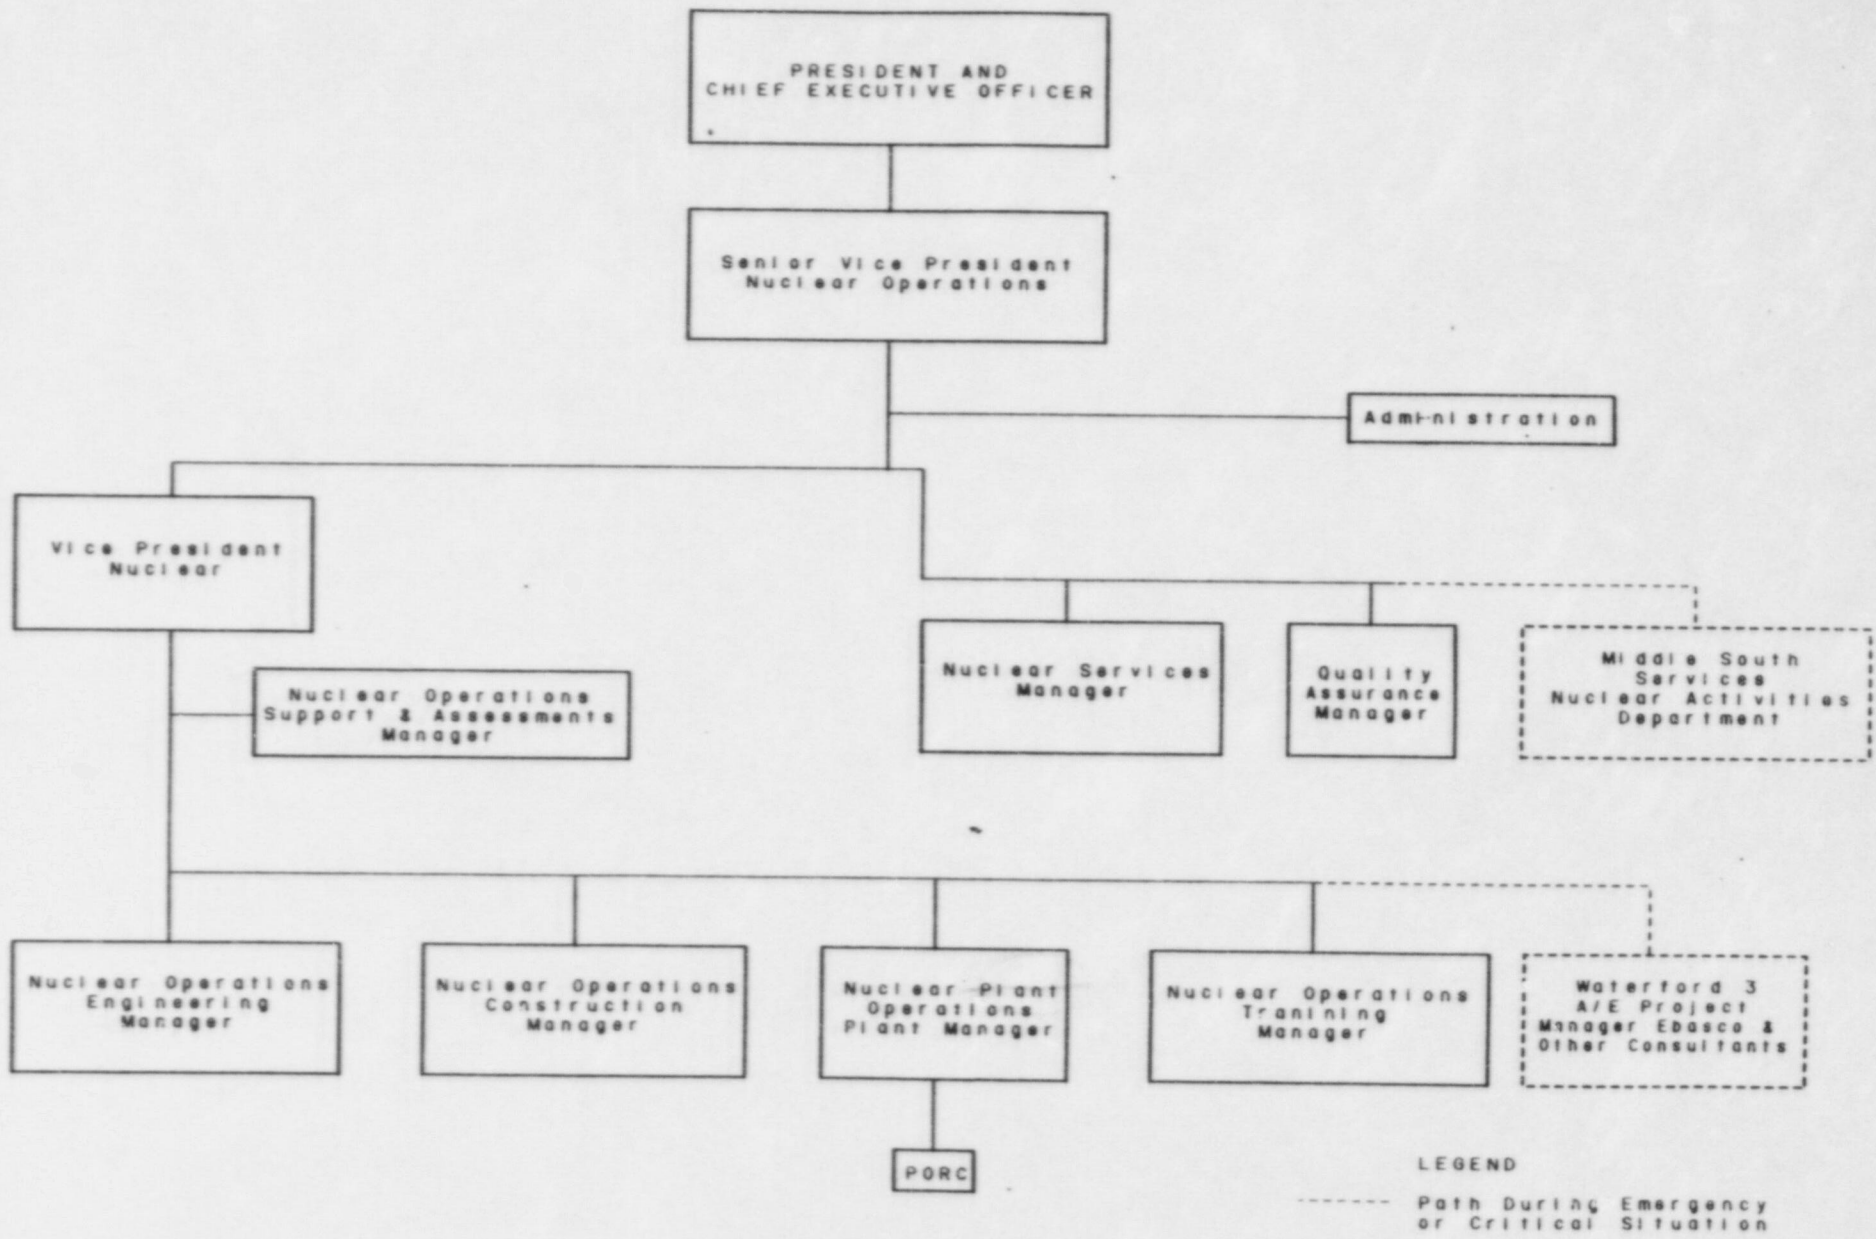 PRESIDENT AND
CHIEF EXECUTIVE OFFICER
Senior Vice President
Nuclear Operations
Administration
Vice President
Nuclear
Nuclear Operations
Support & Assessments
Manager
Nuclear Services
Manager
Quality
Assurance
Manager
Middle South
Services
Nuclear Activities
Department
Nuclear Operations
Engineering
Manager
Nuclear Operations
Construction
Manager
Nuclear Plant
Operations
Plant Manager
Nuclear Operations
Tranining
Manager
Waterford 3
A/E Project
Manager Ebasco &
Other Consultants
PORC
LEGEND
Path During Emergency
or Critical Situation